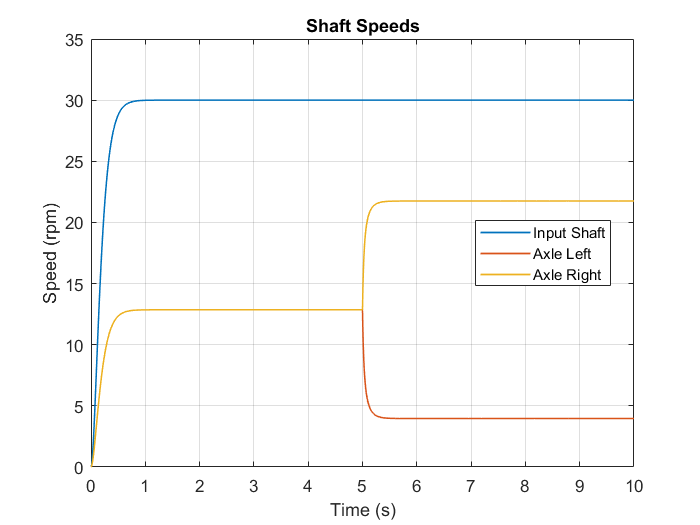 Shaft Speeds
35
30
25
20
15
10
5
0
Speed (rpm)
Input Shaft
Axle Left
Axle Right
0 1 2 3 4 5 6 7 8 9 10
Time (s)